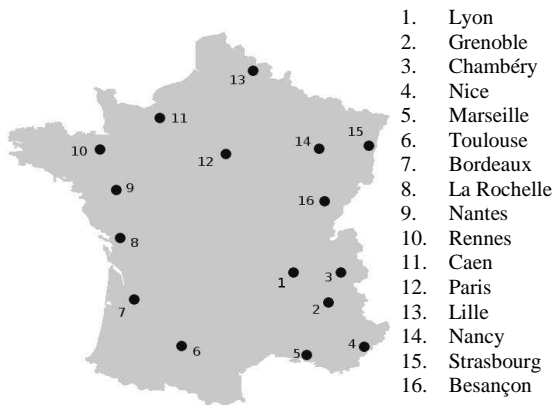 1. Lyon
2. Grenoble
3. Chambéry
4. Nice
5. Marseille
6. Toulouse
7. Bordeaux
8. La Rochelle
9. Nantes
10. Rennes
11. Caen
12. Paris
13. Lille
14. Nancy
15. Strasbourg
16. Besançon
13
11
15
14
10
12
9
16
8
1
3
2
7
6
5
4